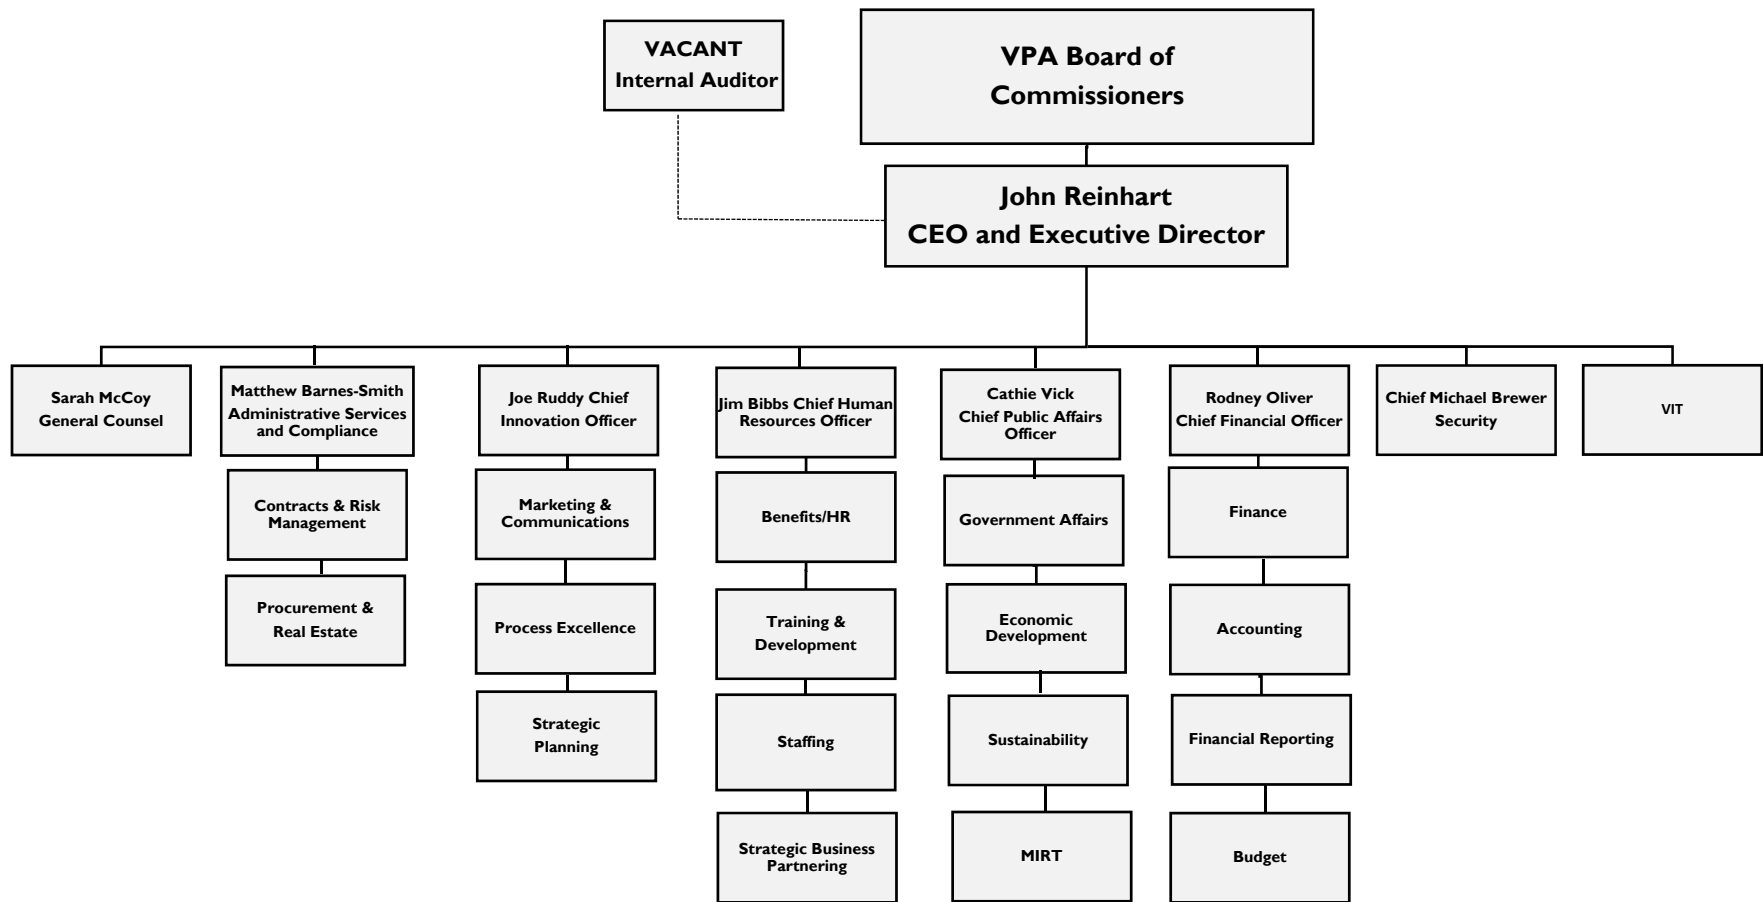 VACANT
Internal Auditor
VPA Board of
Commissioners
John Reinhart
CEO and Executive Director
Sarah McCoy
General Counsel
Matthew Barnes-Smith
Administrative Services
and Compliance
Joe Ruddy Chief
Innovation Officer
Jim Bibbs Chief Human
Resources Officer
Cathie Vick
Chief Public Affairs
Officer
Rodney Oliver
Chief Financial Officer
Chief Michael Brewer
Security
VIT
Contracts & Risk
Management
Marketing &
Communications
Benefits/HR
Government Affairs
Finance
Procurement &
Real Estate
Process Excellence
Training &
Development
Economic
Development
Accounting
Strategic
Planning
Staffing
Sustainability
Financial Reporting
Strategic Business
Partnering
MIRT
Budget